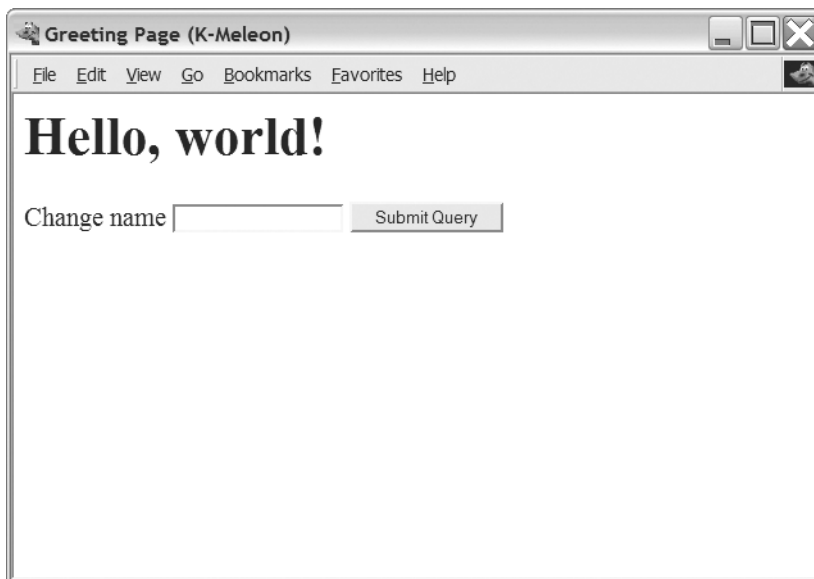 Greeting Page (K-Meleon)
File Edit View Go Bookmarks Favorites Help
Hello, world!
Change name Submit Query